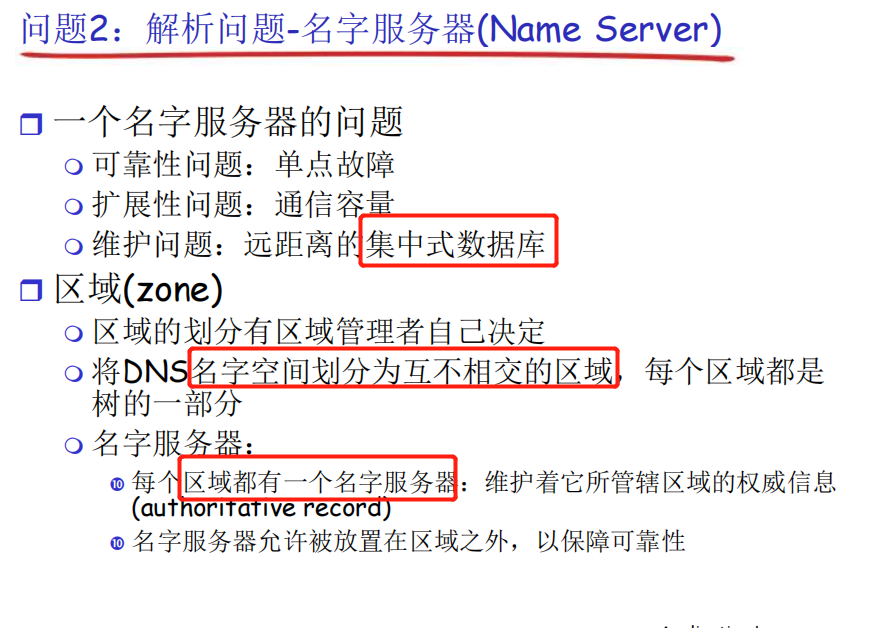 问题2：解析问题-名字服务器(Name Server)
一个名字服务器的问题
可靠性问题：单点故障
扩展性问题：通信容量
维护问题：远距离的集中式数据库
区域(zone)
区域的划分有区域管理者自己决定
将DNS名字空间划分为互不相交的区域，每个区域都是
树的一部分
名字服务器：
每个区域都有一个名字服务器：维护着它所管辖区域的权威信息
(authoritative record)
名字服务器允许被放置在区域之外，以保障可靠性